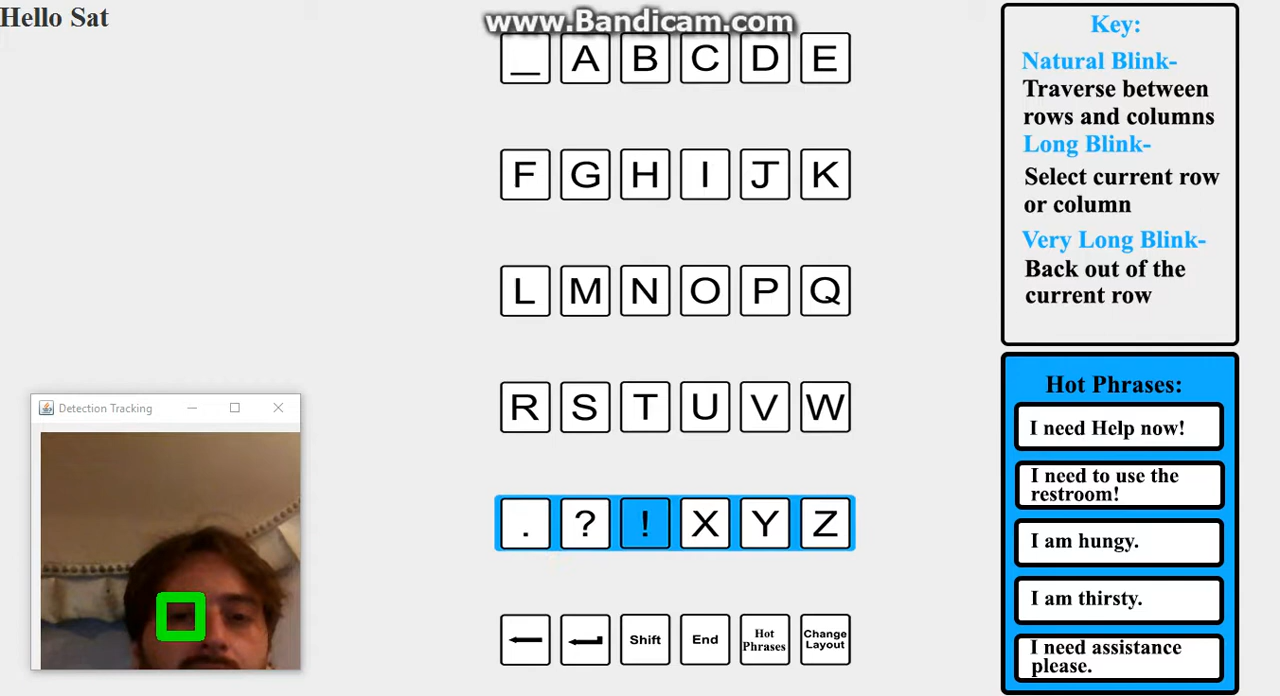 Hello Sat
www.Bandicam.com
_ A B C D E
F G H I J K
L M N O P Q
R S T U V W
. ? ! X Y Z
Shift End Hot Phrases Change Layout
Key:
Natural Blink-
Traverse between
rows and columns
Long Blink-
Select current row
or column
Very Long Blink-
Back out of the
current row
Hot Phrases:
I need Help now!
I need to use the
restroom!
I am hungy.
I am thirsty.
I need assistance
please.
Detection Tracking